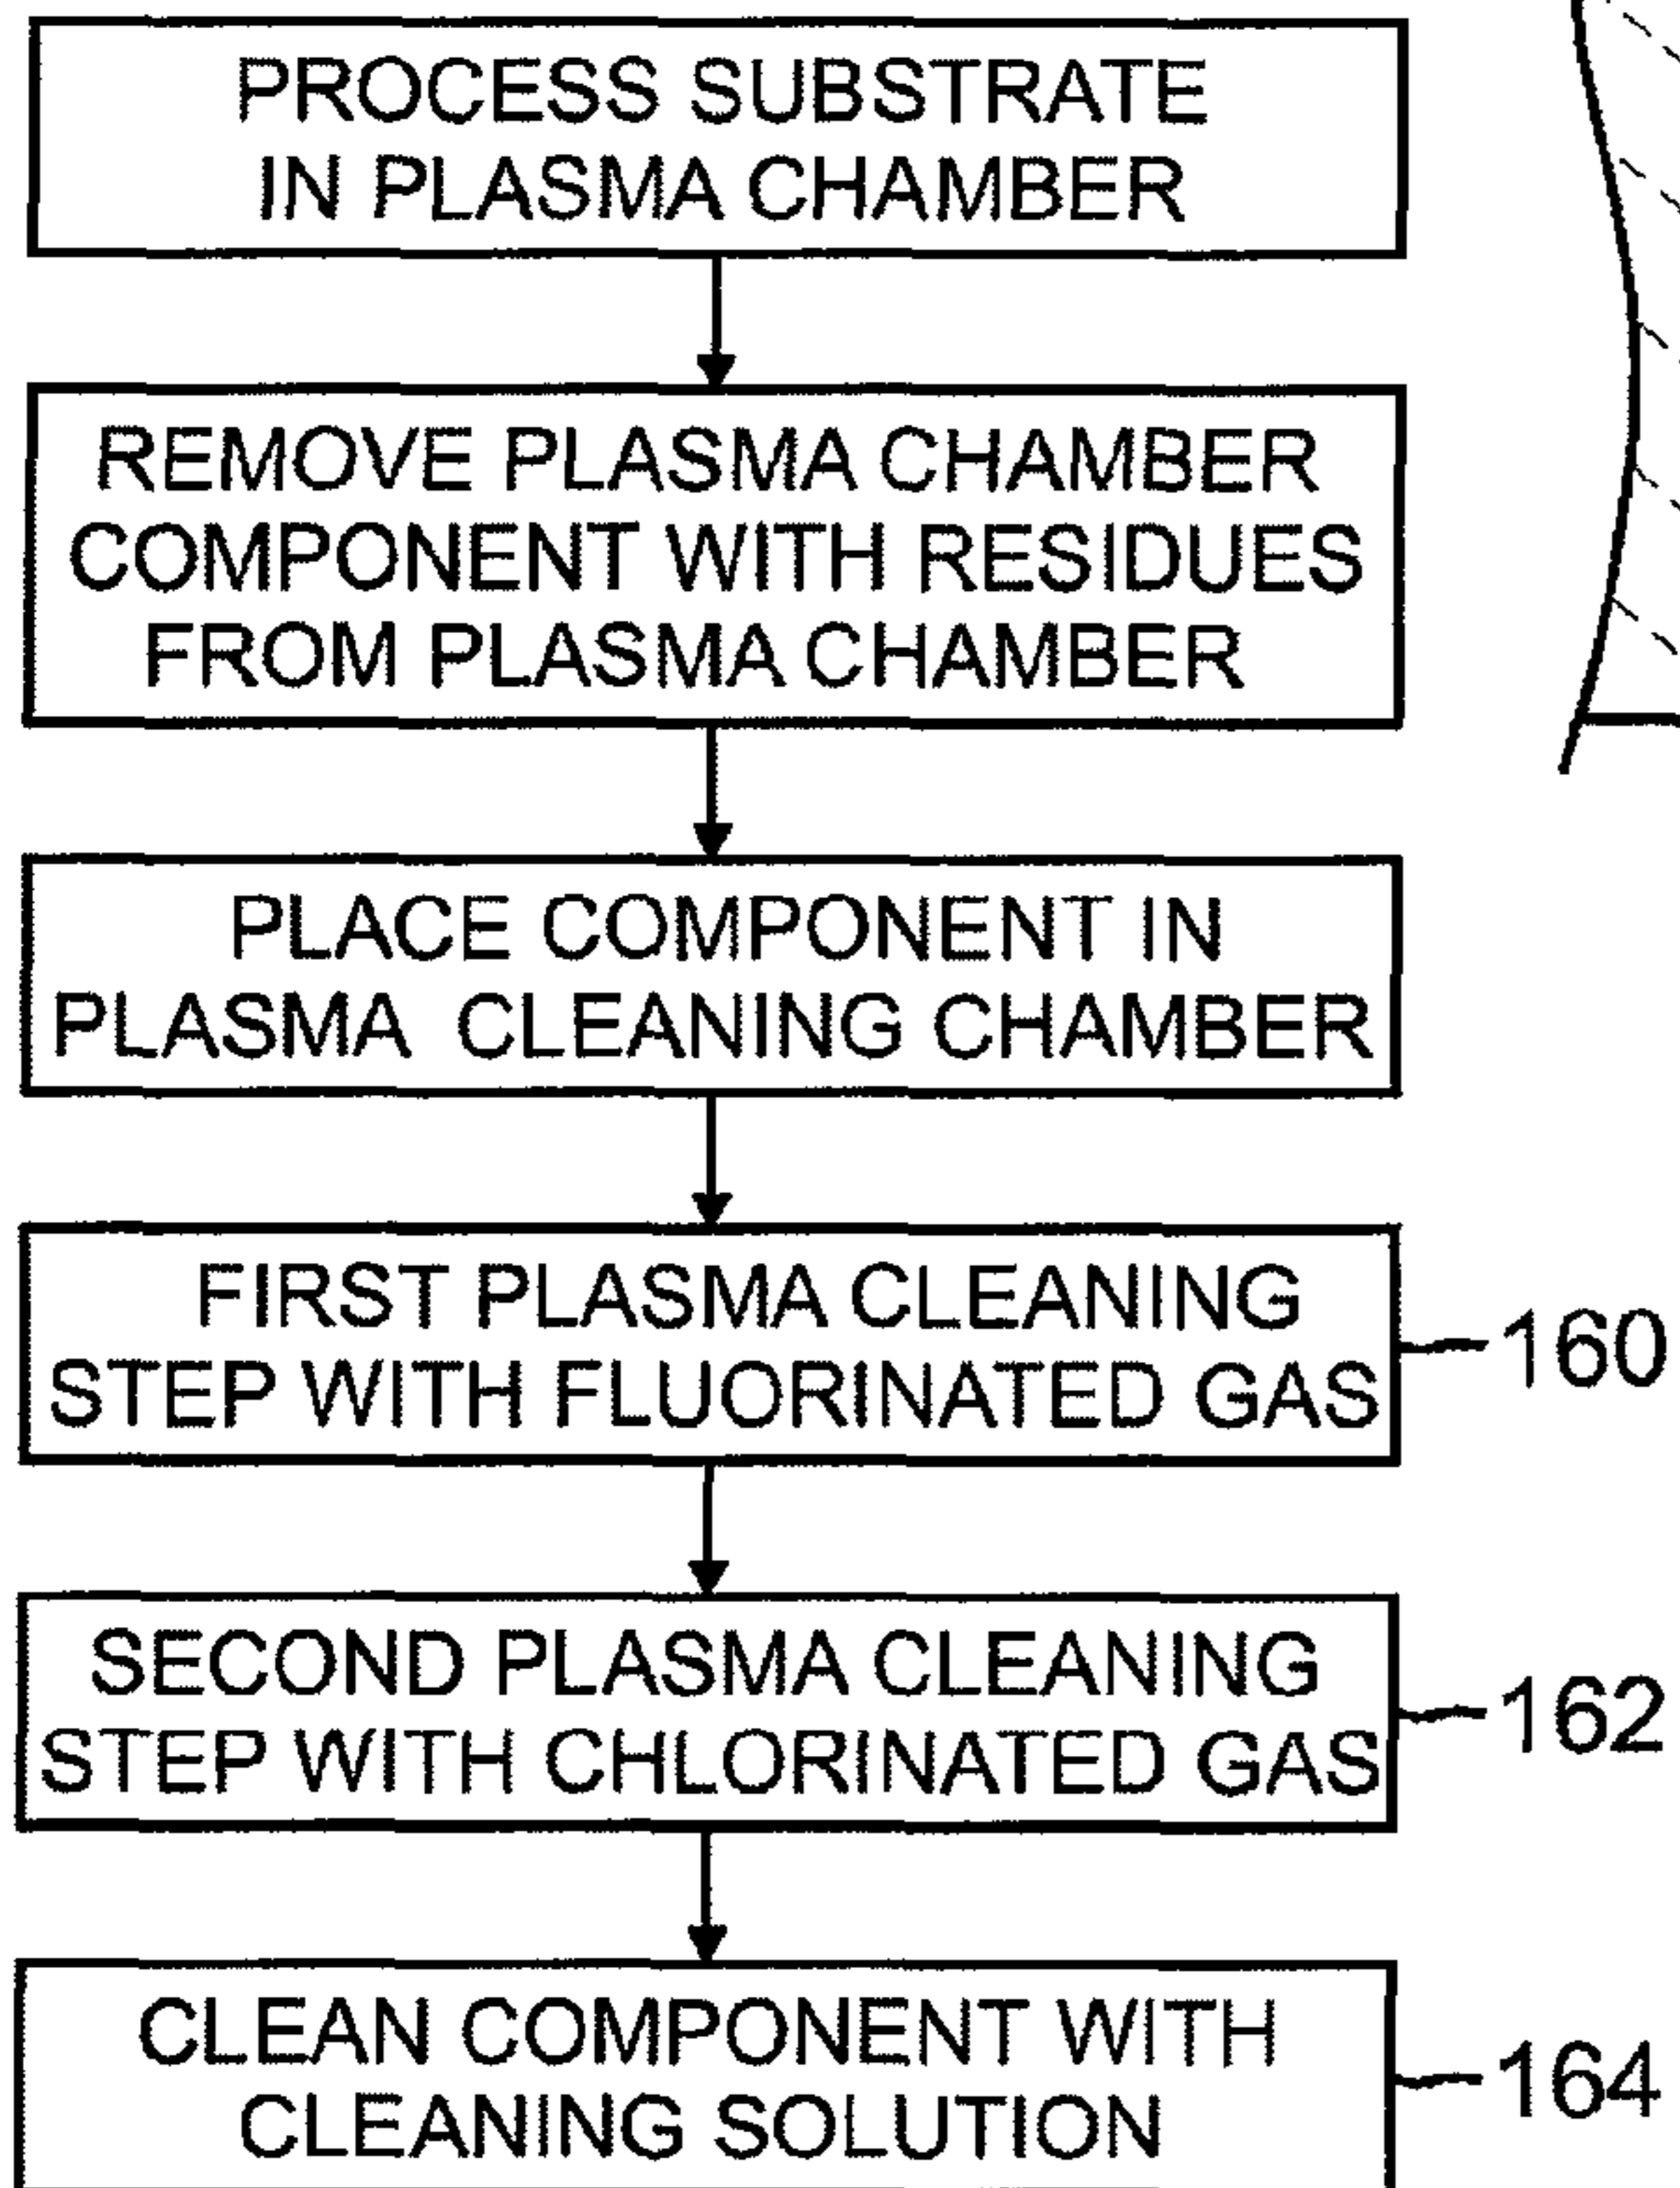 PROCESS SUBSTRATE
IN PLASMA CHAMBER
REMOVE PLASMA CHAMBER
COMPONENT WITH RESIDUES
FROM PLASMA CHAMBER
PLACE COMPONENT IN
PLASMA CLEANING CHAMBER
FIRST PLASMA CLEANING
STEP WITH FLUORINATED GAS
160
SECOND PLASMA CLEANING
STEP WITH CHLORINATED GAS
162
CLEAN COMPONENT WITH
CLEANING SOLUTION
164